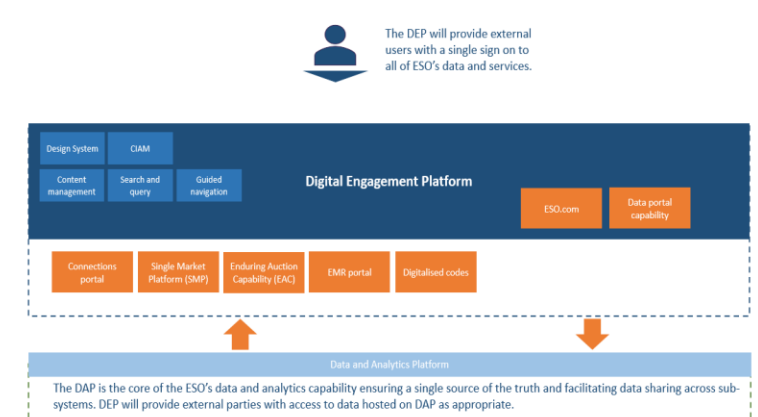 The DEP will provide external
users with a single sign on to
all of ESO's data and services.
Design System
CIAM
Content
management
Search and
query
Guided
navigation
Digital Engagement Platform
ESO.com
Data portal
capability
Connections
portal
Single Market
Platform (SMP)
Enduring Auction
Capability (EAC)
EMR portal
Digitalised codes
Data and Analytics Platform
The DAP is the core of the ESO's data and analytics capability ensuring a single source of the truth and facilitating data sharing across sub-
systems. DEP will provide external parties with access to data hosted on DAP as appropriate.